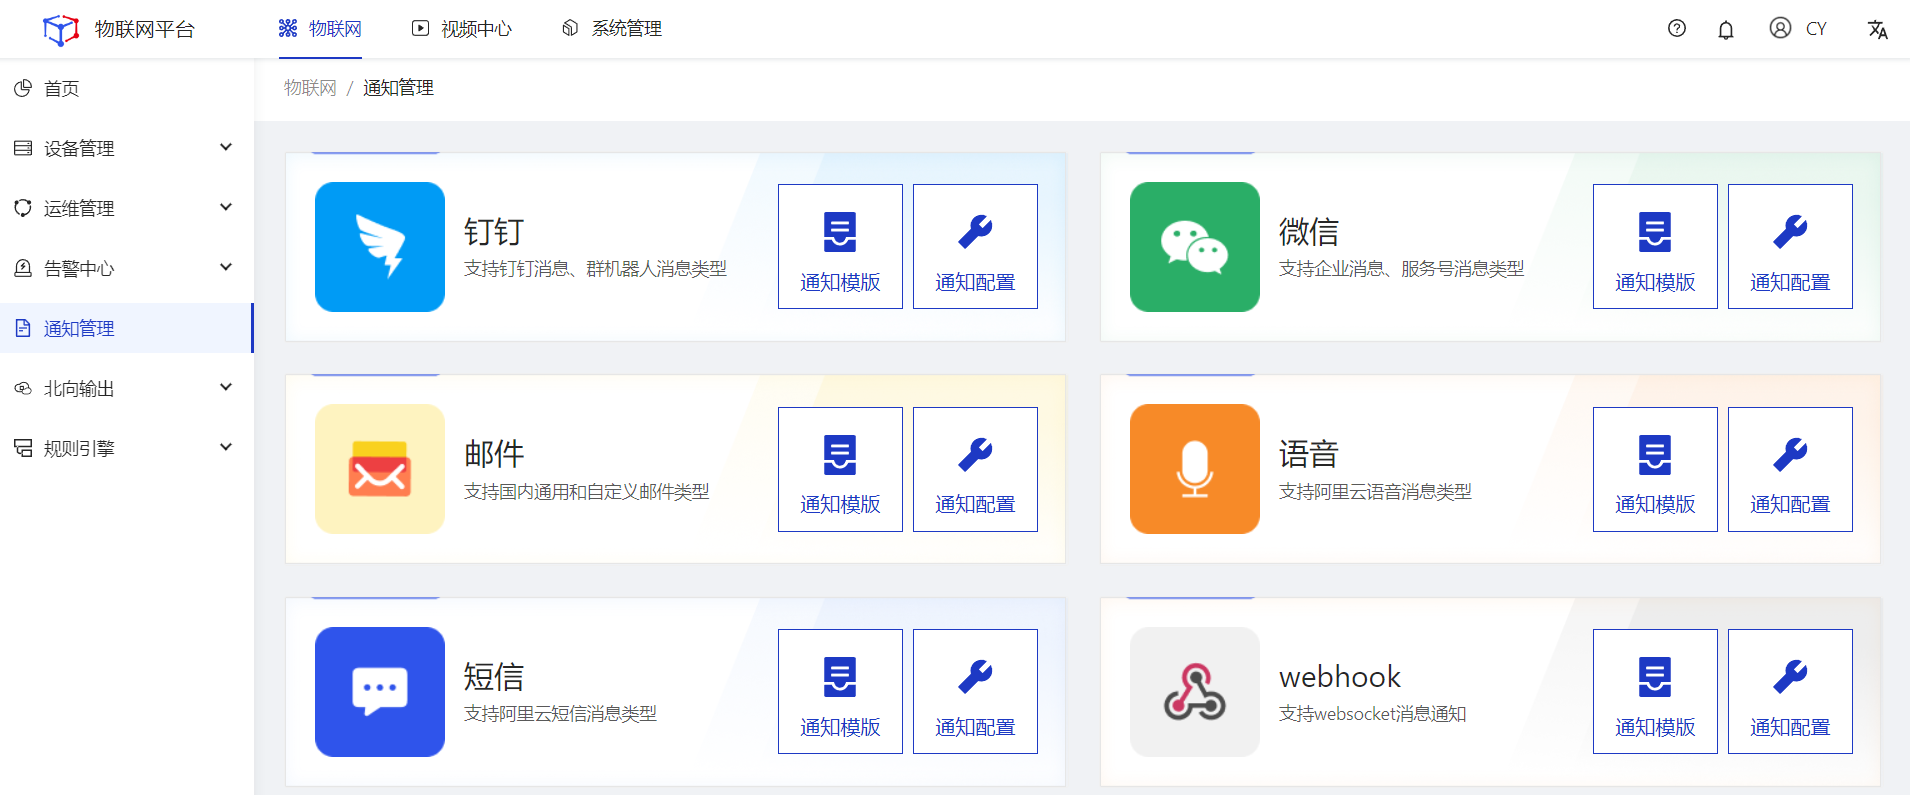 物联网平台
物联网
视频中心
系统管理
CY
首页
设备管理
运维管理
告警中心
通知管理
北向输出
规则引擎
物联网 / 通知管理
钉钉
支持钉钉消息、群机器人消息类型
通知模版
通知配置
微信
支持企业消息、服务号消息类型
通知模版
通知配置
邮件
支持国内通用和自定义邮件类型
通知模版
通知配置
语音
支持阿里云语音消息类型
通知模版
通知配置
短信
支持阿里云短信消息类型
通知模版
通知配置
webhook
支持websocket消息通知
通知模版
通知配置